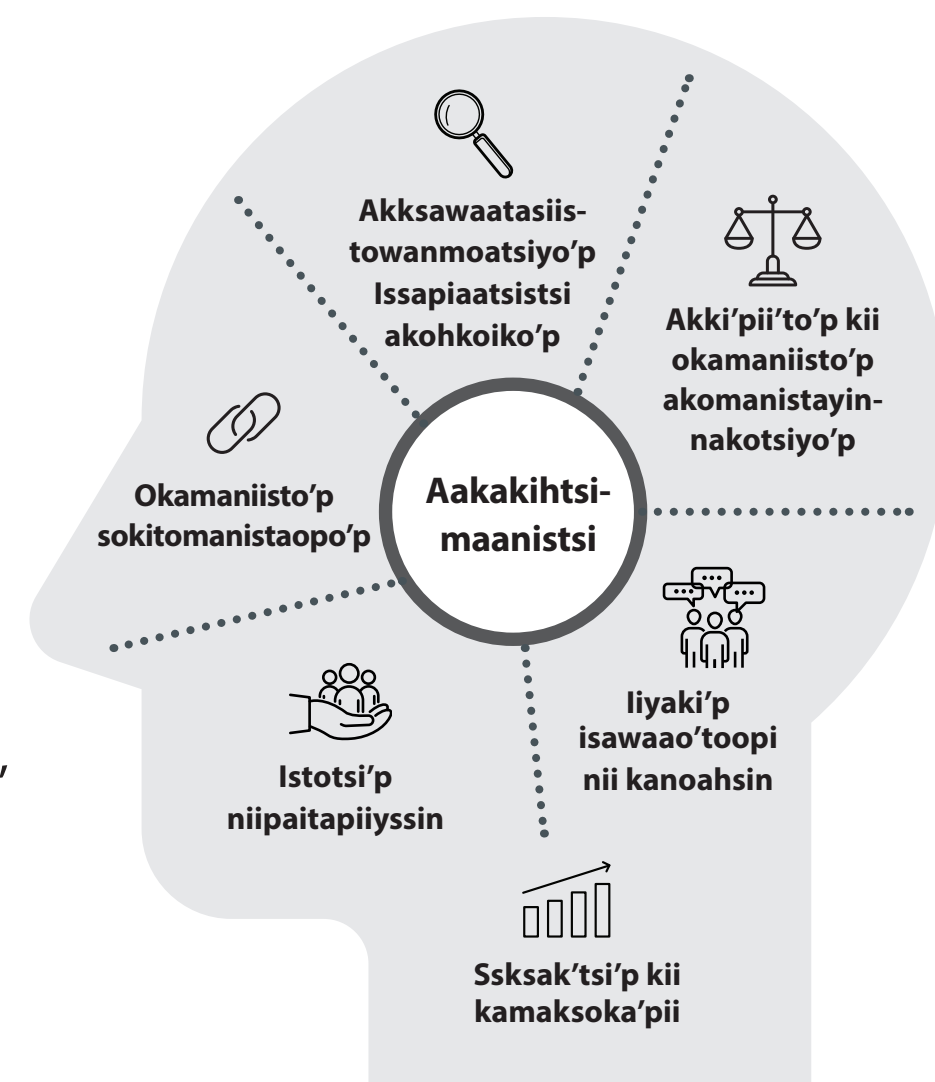 Akksawaatasiis-
towanmoatsiyo’p
Issapiaatsistsi
akohkoiko’p
Akki’pii’to’p kii
okamaniisto’p
akomanistayin-
nakotsiyo’p
Okamaniisto’p
sokitomanistaopo’p
Aakakihtsi-
maanistsi
Iiyaki’p
isawaao’toopi
nii kanoahsin
Istotsi’p
niipaitapiiyssin
Ssksak’tsi’p kii
kamaksoka’pii